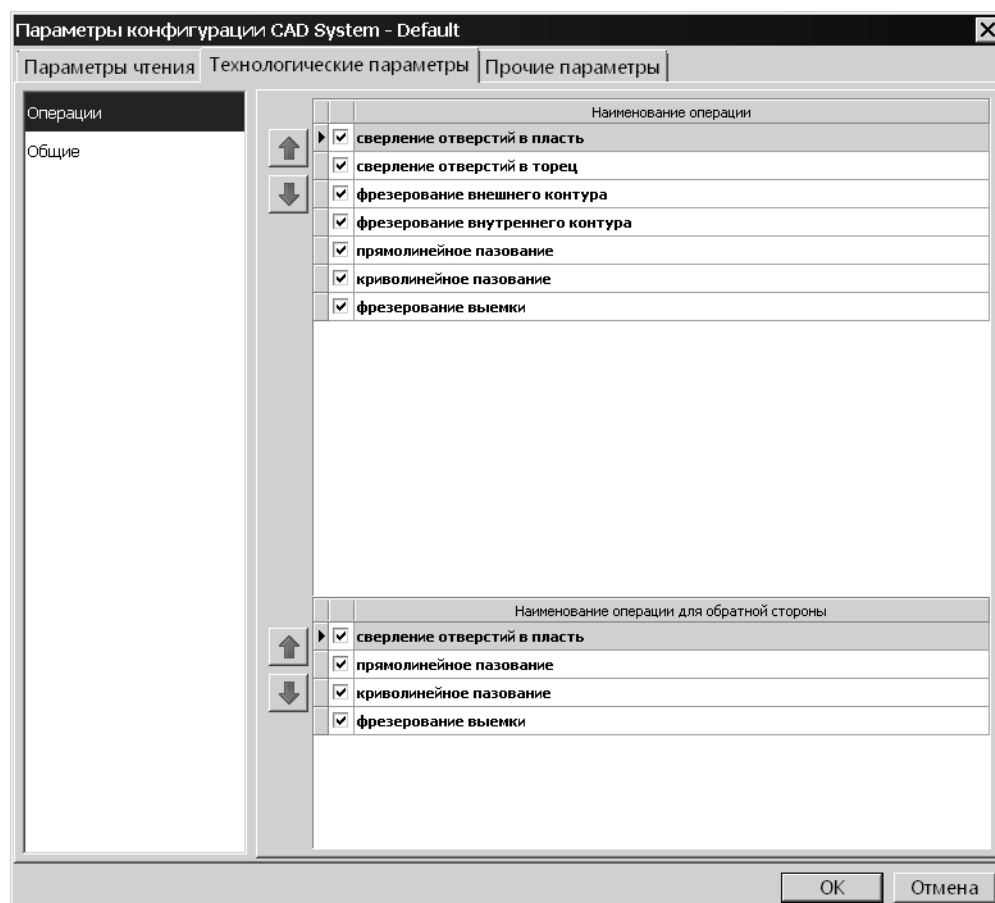 Параметры конфигурации CAD System - Default
Параметры чтения Технологические параметры Прочие параметры
Операции
Общие
Наименование операции
сверление отверстий в пласть
сверление отверстий в торец
фрезерование внешнего контура
фрезерование внутреннего контура
прямолинейное пазование
криволинейное пазование
фрезерование выемки
Наименование операции для обратной стороны
сверление отверстий в пласть
прямолинейное пазование
криволинейное пазование
фрезерование выемки
OK Отмена